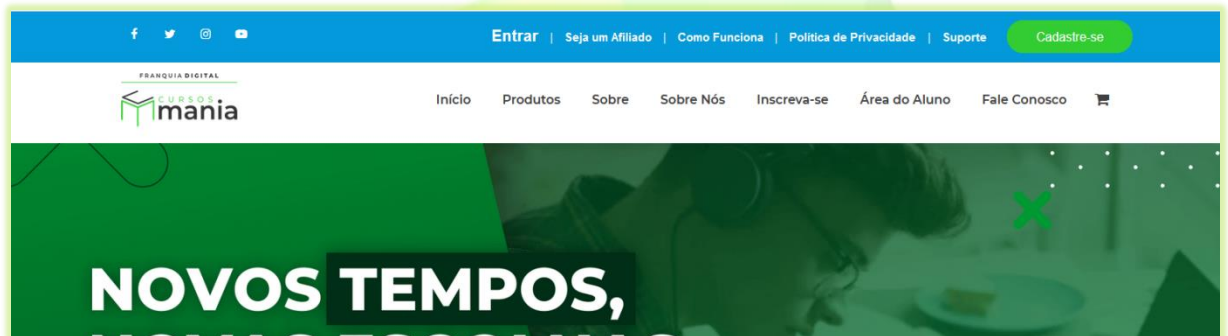 Entrar | Seja um Afiliado | Como Funciona | Política de Privacidade | Suporte Cadastre-se
FRANQUIA DIGITAL
CURSOS
mania
Início Produtos Sobre Sobre Nós Inscreva-se Área do Aluno Fale Conosco
NOVOS TEMPOS,